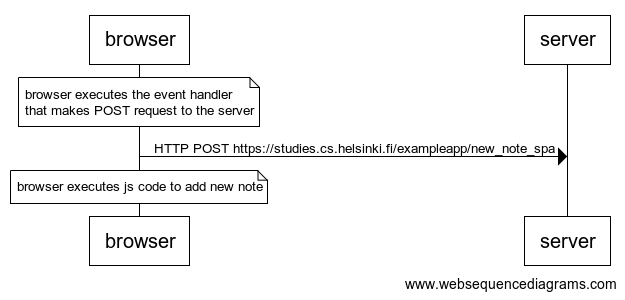 browser
server
browser executes the event handler
that makes POST request to the server
HTTP POST https://studies.cs.helsinki.fi/exampleapp/new_note_spa
browser executes js code to add new note
browser
server
www.websequencediagrams.com